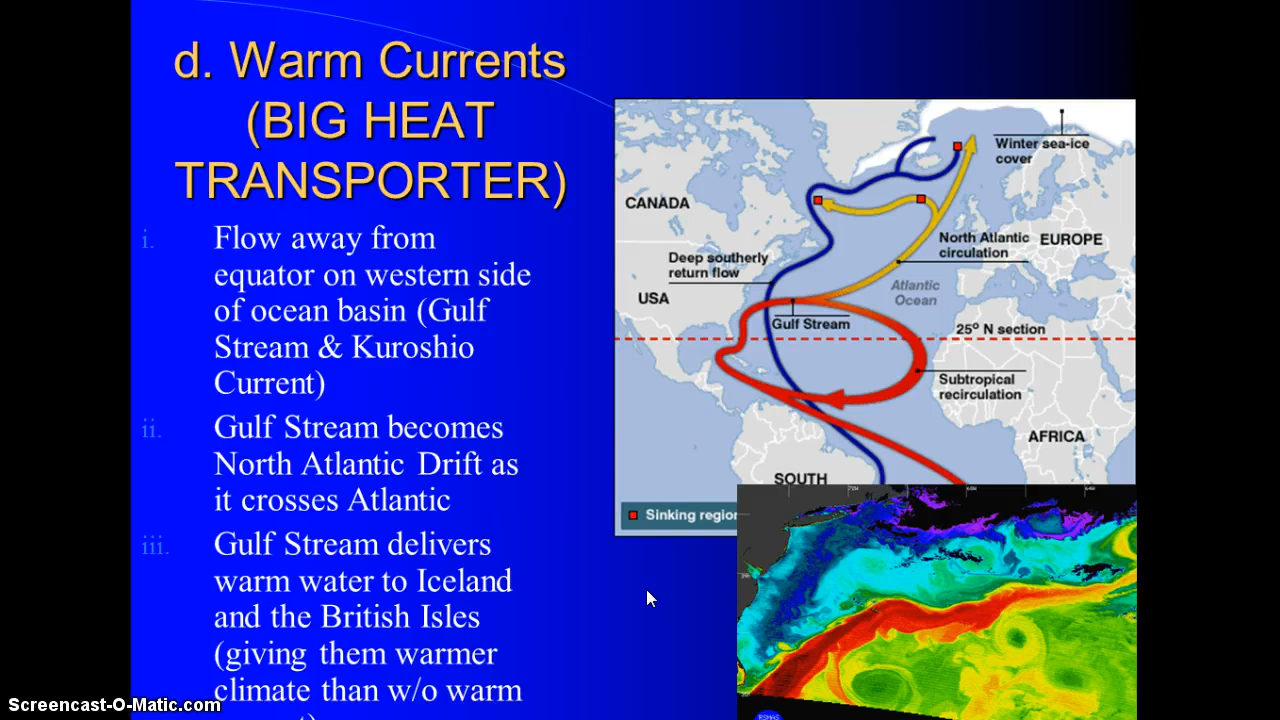 d. Warm Currents
(BIG HEAT
TRANSPORTER)
i. Flow away from
equator on western side
of ocean basin (Gulf
Stream & Kuroshio
Current)
ii. Gulf Stream becomes
North Atlantic Drift as
it crosses Atlantic
iii. Gulf Stream delivers
warm water to Iceland
and the British Isles
(giving them warmer
climate than w/o warm
Winter sea-ice
cover
CANADA
North Atlantic
circulation
EUROPE
Deep southerly
return flow
USA
Atlantic
Ocean
Gulf Stream
25° N section
Subtropical
recirculation
AFRICA
SOUTH
Sinking region
RSMAS
Screencast-O-Matic.com